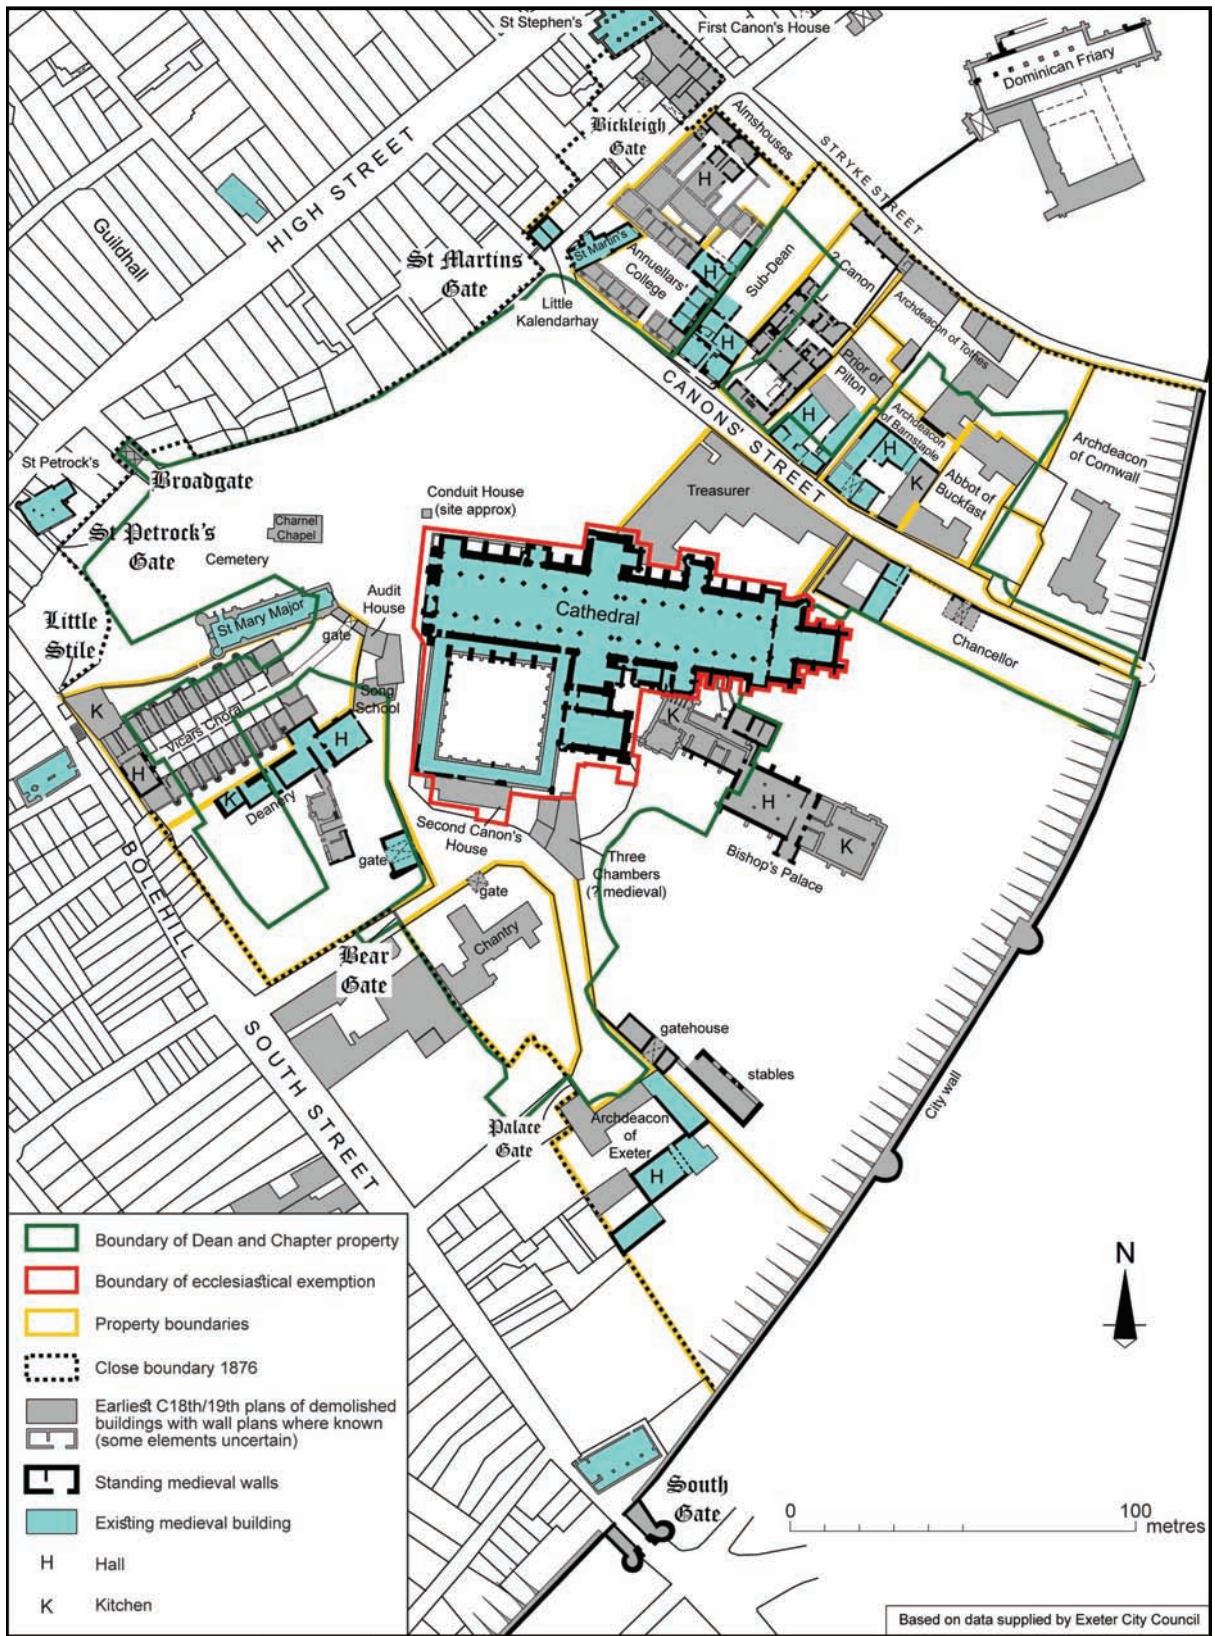 St Stephen's
First Canon's House
Dominican Friary
Bickleigh
Gate
Almshouses
STRYKE STREET
HIGH STREET
Guildhall
H
St Martins
Gate
St Martin's
Annuellars'
College
H
H
Sub-Dean
2 Canon
Little
Kalendarhay
Archdeacon of Totnes
Prior of
Pilton
H
CANONS' STREET
Archdeacon
of Barnstaple
H
K
Abbot of
Buckfast
Archdeacon
of Cornwall
St Petrock's
Broadgate
St Petrock's
Gate
Conduit House
(site approx)
Treasurer
Charnel
Chapel
Cemetery
Audit
House
Cathedral
Little
Stile
St Mary Major
gate
Chancellor
Song
School
K
Vicars Choral
H
H
K
Deanery
K
H
K
Bishop's Palace
Second Canon's
House
Three
Chambers
(? medieval)
gate
gate
BOLEHILL
Chantry
Bear
Gate
SOUTH STREET
gatehouse
stables
City wall
Palace
Gate
Archdeacon
of
Exeter
H
South
Gate
Boundary of Dean and Chapter property
Boundary of ecclesiastical exemption
Property boundaries
Close boundary 1876
Earliest C18th/19th plans of demolished
buildings with wall plans where known
(some elements uncertain)
Standing medieval walls
Existing medieval building
H Hall
K Kitchen
N
0 100
metres
Based on data supplied by Exeter City Council